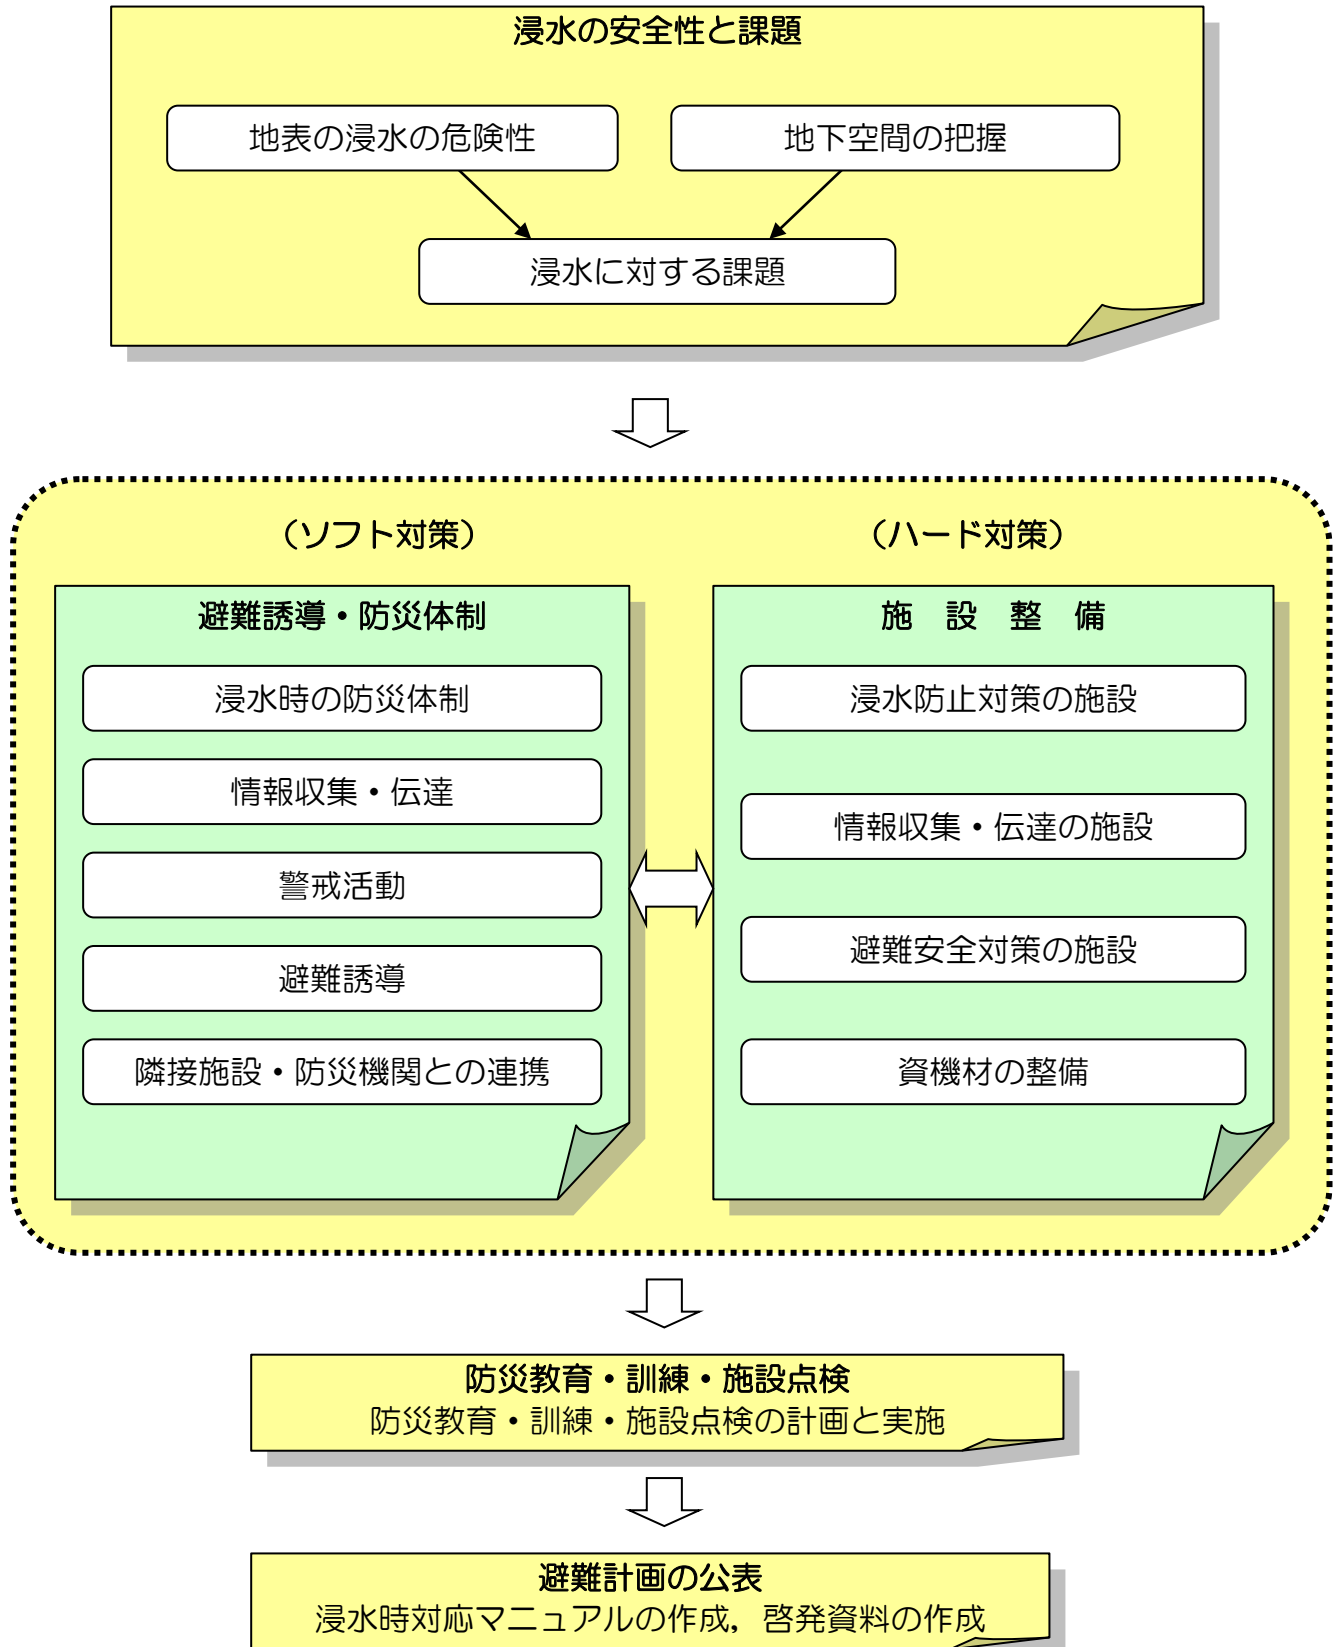 浸水の安全性と課題
地表の浸水の危険性
地下空間の把握
浸水に対する課題
（ソフト対策）
避難誘導・防災体制
浸水時の防災体制
情報収集・伝達
警戒活動
避難誘導
隣接施設・防災機関との連携
（ハード対策）
施　設　整　備
浸水防止対策の施設
情報収集・伝達の施設
避難安全対策の施設
資機材の整備
防災教育・訓練・施設点検
防災教育・訓練・施設点検の計画と実施
避難計画の公表
浸水時対応マニュアルの作成，啓発資料の作成